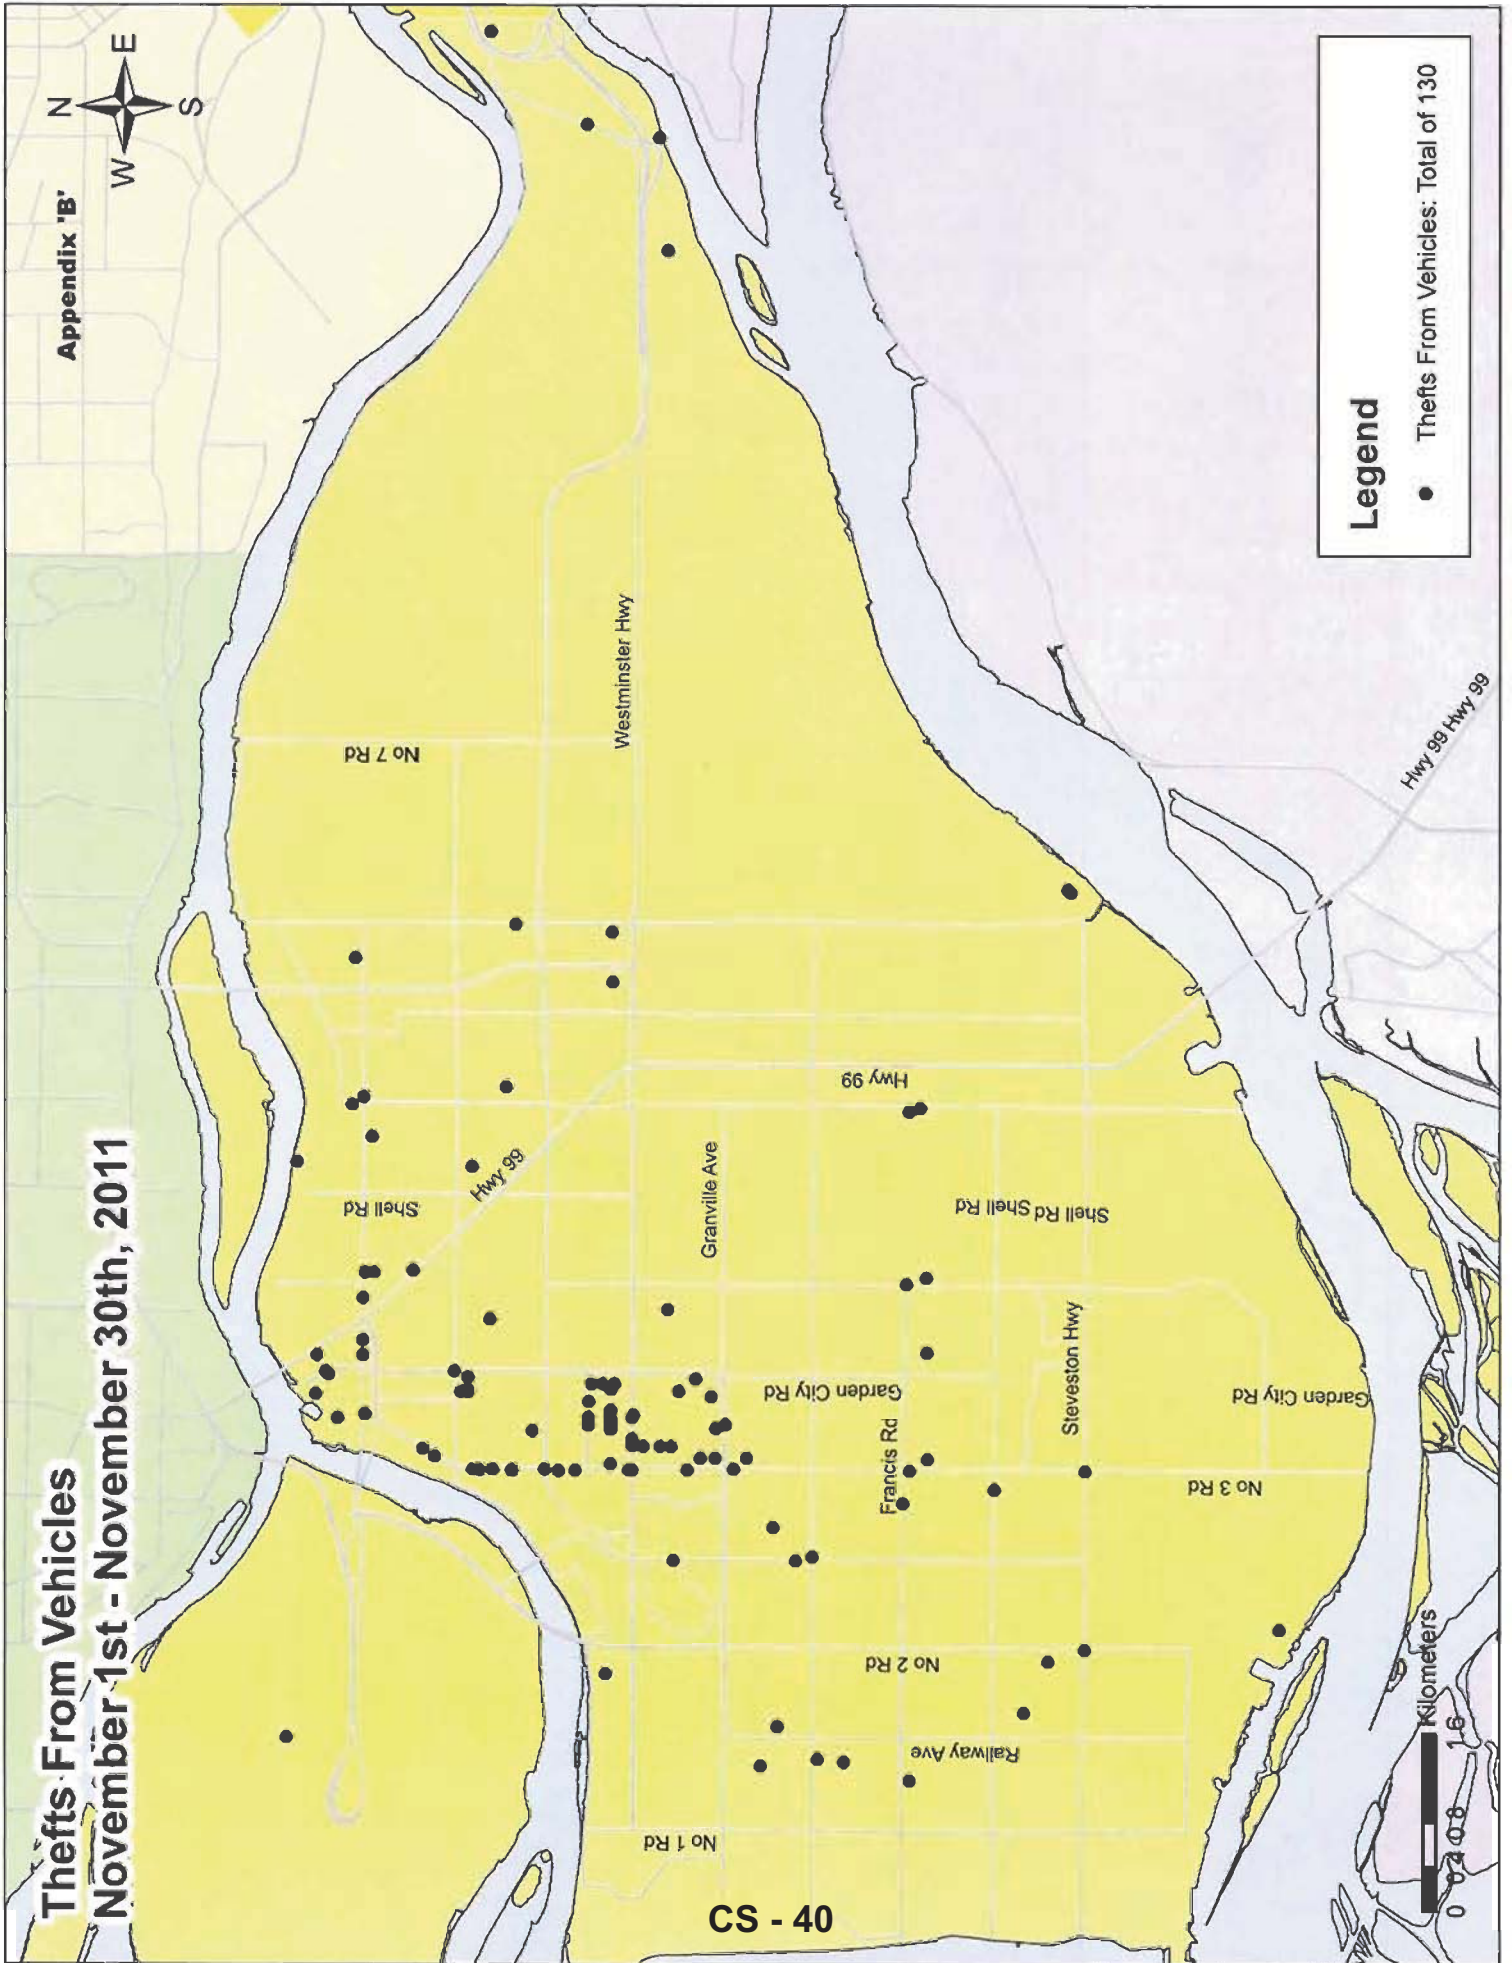 Thefts From Vehicles
November 1st - November 30th, 2011
Appendix 'B'
N
W
E
S
No 7 Rd
Westminster Hwy
Shell Rd
Hwy 99
Granville Ave
Hwy 99
Shell Rd Shell Rd
Garden City Rd
Francis Rd
Steveston Hwy
Garden City Rd
No 3 Rd
No 2 Rd
Railway Ave
No 1 Rd
Hwy 99 Hwy 99
Legend
Thefts From Vehicles: Total of 130
Kilometers
0 0.4 0.8 1.6
CS - 40